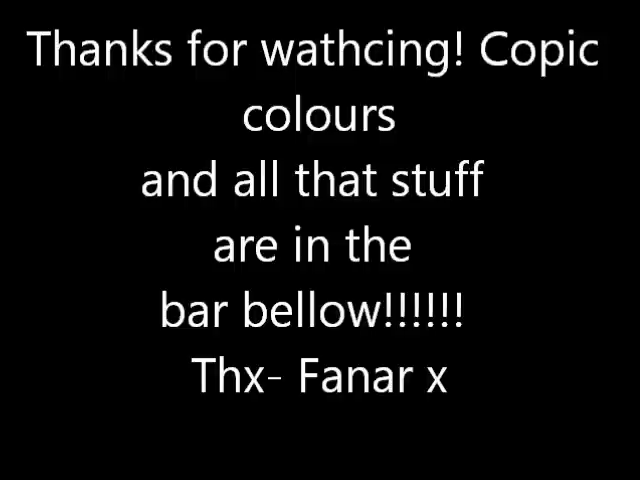 Thanks for wathcing! Copic
colours
and all that stuff
are in the
bar bellow!!!!!!
Thx- Fanar x